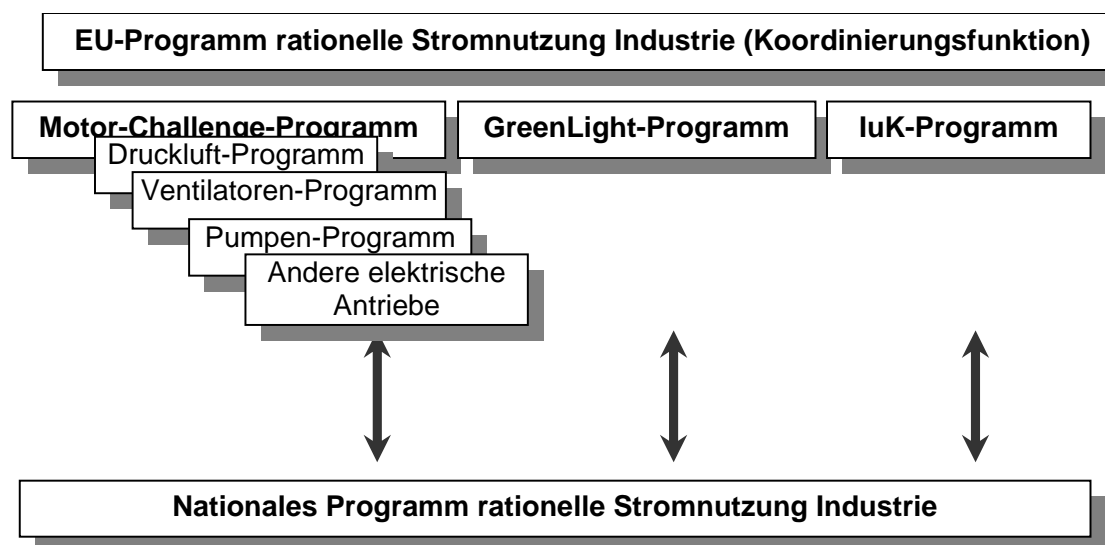 EU-Programm rationelle Stromnutzung Industrie (Koordinierungsfunktion)
Motor-Challenge-Programm
GreenLight-Programm
IuK-Programm
Druckluft-Programm
Ventilatoren-Programm
Pumpen-Programm
Andere elektrische
Antriebe
Nationales Programm rationelle Stromnutzung Industrie